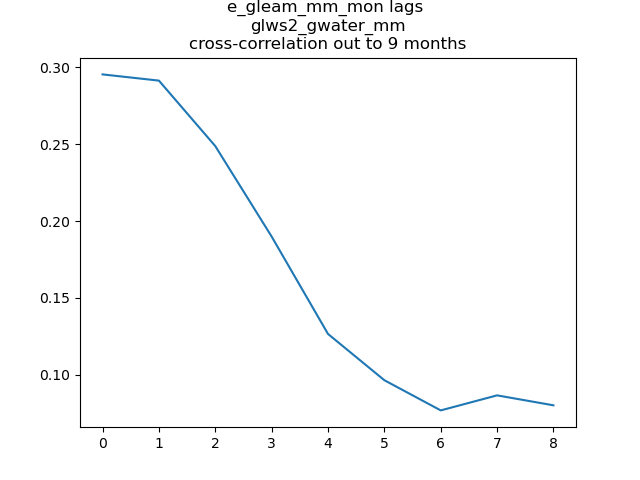 e_gleam_mm_mon lags
glws2_gwater_mm
cross-correlation out to 9 months
0.30
0.25
0.20
0.15
0.10
0 1 2 3 4 5 6 7 8